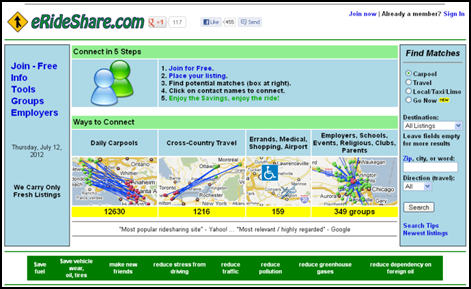 eRideShare.com
+1 117
Like 455 Send
Join now | Already a member? Sign In
Join - Free
Info
Tools
Groups
Employers
Thursday, July 12,
2012
We Carry Only
Fresh Listings
Connect in 5 Steps
1. Join for Free.
2. Place your listing.
3. Find potential matches (box at right).
4. Click on contact names to connect.
5. Enjoy the Savings, enjoy the ride!
Ways to Connect
Daily Carpools
12630
Cross-Country Travel
Montreal
Toronto
1216
Errands, Medical,
Shopping, Airport
Lawrenceville
159
Employers, Schools,
Events, Religious, Clubs,
Parents
Waukegan
349 groups
"Most popular ridesharing site" - Yahoo! ... "Most relevant / highly regarded" - Google
Find Matches
Carpool
Travel
Local/Taxi/Limo
Go Now NEW
Destination:
All Listings
Leave fields empty
for more results
Zip, city, or word:
Direction (travel):
All
Search
Search Tips
Newest listings
$ave
fuel
$ave vehicle
wear,
oil, tires
make new
friends
reduce stress from
driving
reduce
traffic
reduce
pollution
reduce greenhouse
gases
reduce dependency on
foreign oil